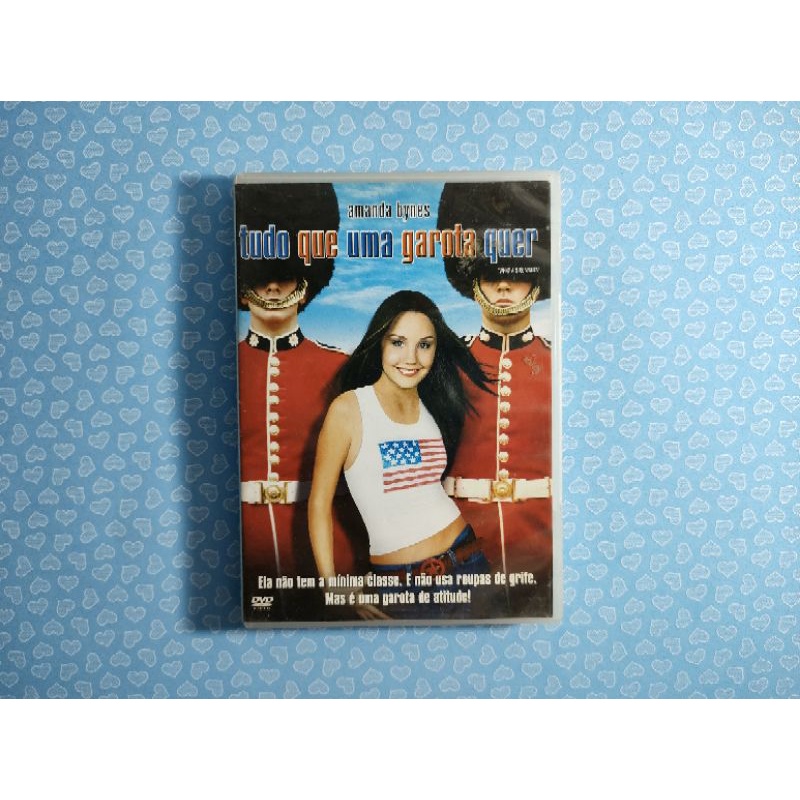 amanda bynes
tudo que uma garota quer
Ela não tem a mínima classe. E não usa roupas de grife.
Mas é uma garota de atitude!
DVD
VIDEO